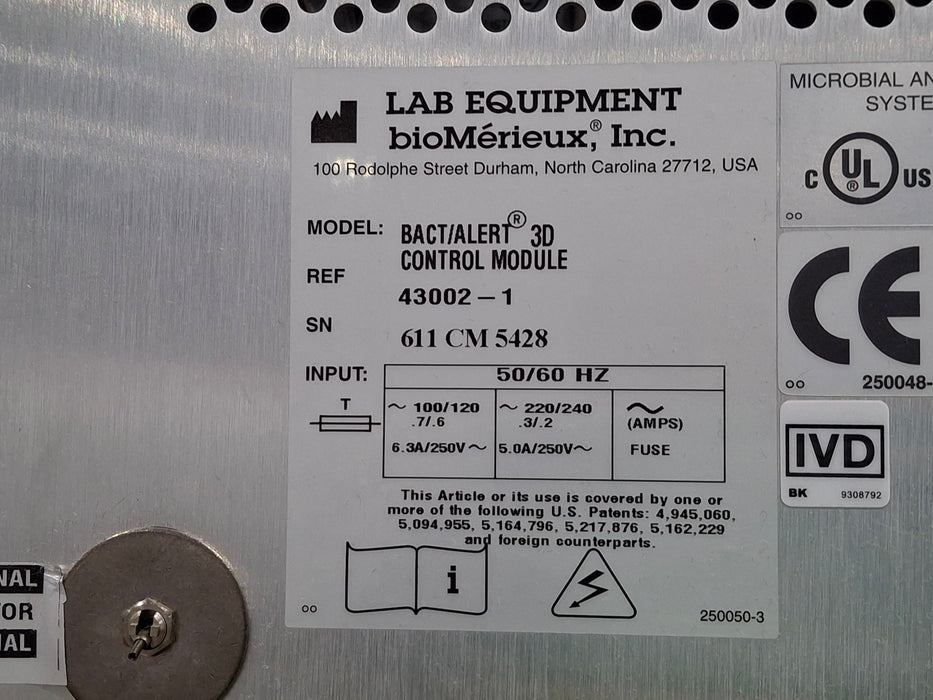 LAB EQUIPMENT
bioMérieux,® Inc.
100 Rodolphe Street Durham, North Carolina 27712, USA
MODEL: BACT/ALERT® 3D
CONTROL MODULE
REF
43002 – 1
SN
611 CM 5428
INPUT: 50/60 HZ
T
~ 100/120 ~ 220/240 ~
.7/.6 .3/.2 (AMPS)
6.3A/250V~ 5.0A/250V~ FUSE
This Article or its use is covered by one or
more of the following U.S. Patents: 4,945,060,
5,094,955, 5,164,796, 5,217,876, 5,162,229
and foreign counterparts.
i
oo
250050-3
MICROBIAL AN
SYSTE
C UL® US
oo
CE
oo 250048-
IVD
BK 9308792
NAL
TOR
IAL